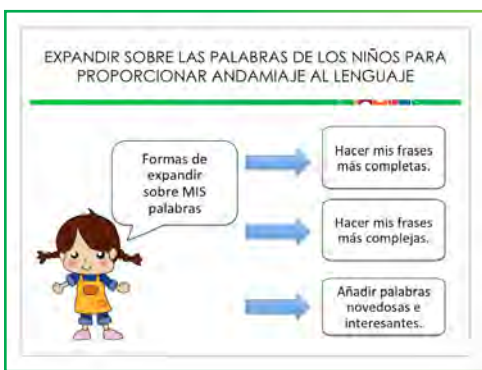 EXPANDIR SOBRE LAS PALABRAS DE LOS NIÑOS PARA
PROPORCIONAR ANDAMIAJE AL LENGUAJE
Formas de
expandir
sobre MIS
palabras
Hacer mis frases
más completas.
Hacer mis frases
más complejas.
Añadir palabras
novedosas e
interesantes.